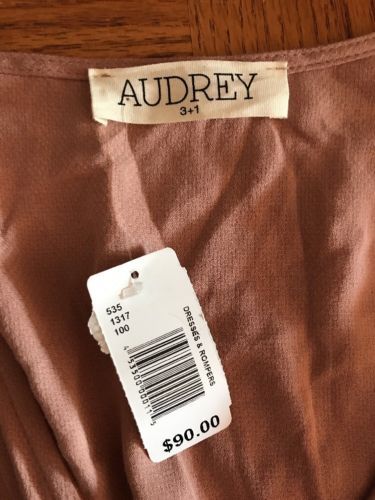 AUDREY
3+1
535
1317
100
DRESSES & ROMPERS
$90.00